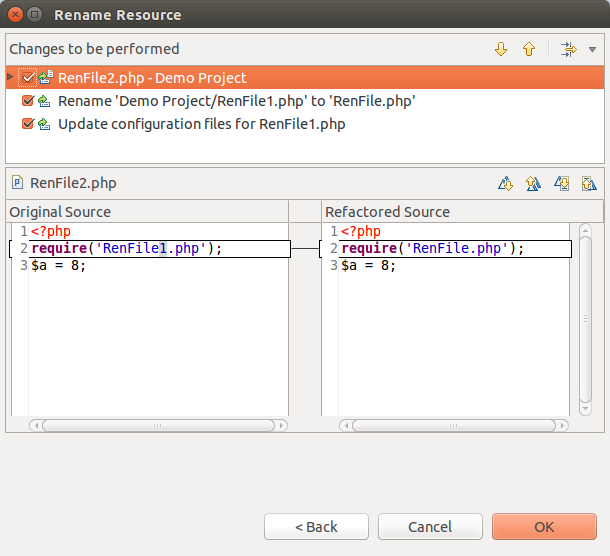 Rename Resource
Changes to be performed
RenFile2.php - Demo Project
Rename 'Demo Project/RenFile1.php' to 'RenFile.php'
Update configuration files for RenFile1.php
RenFile2.php
Original Source Refactored Source
1 <?php 1 <?php
2 require('RenFile1.php'); 2 require('RenFile.php');
3 $a = 8; 3 $a = 8;
< Back Cancel OK